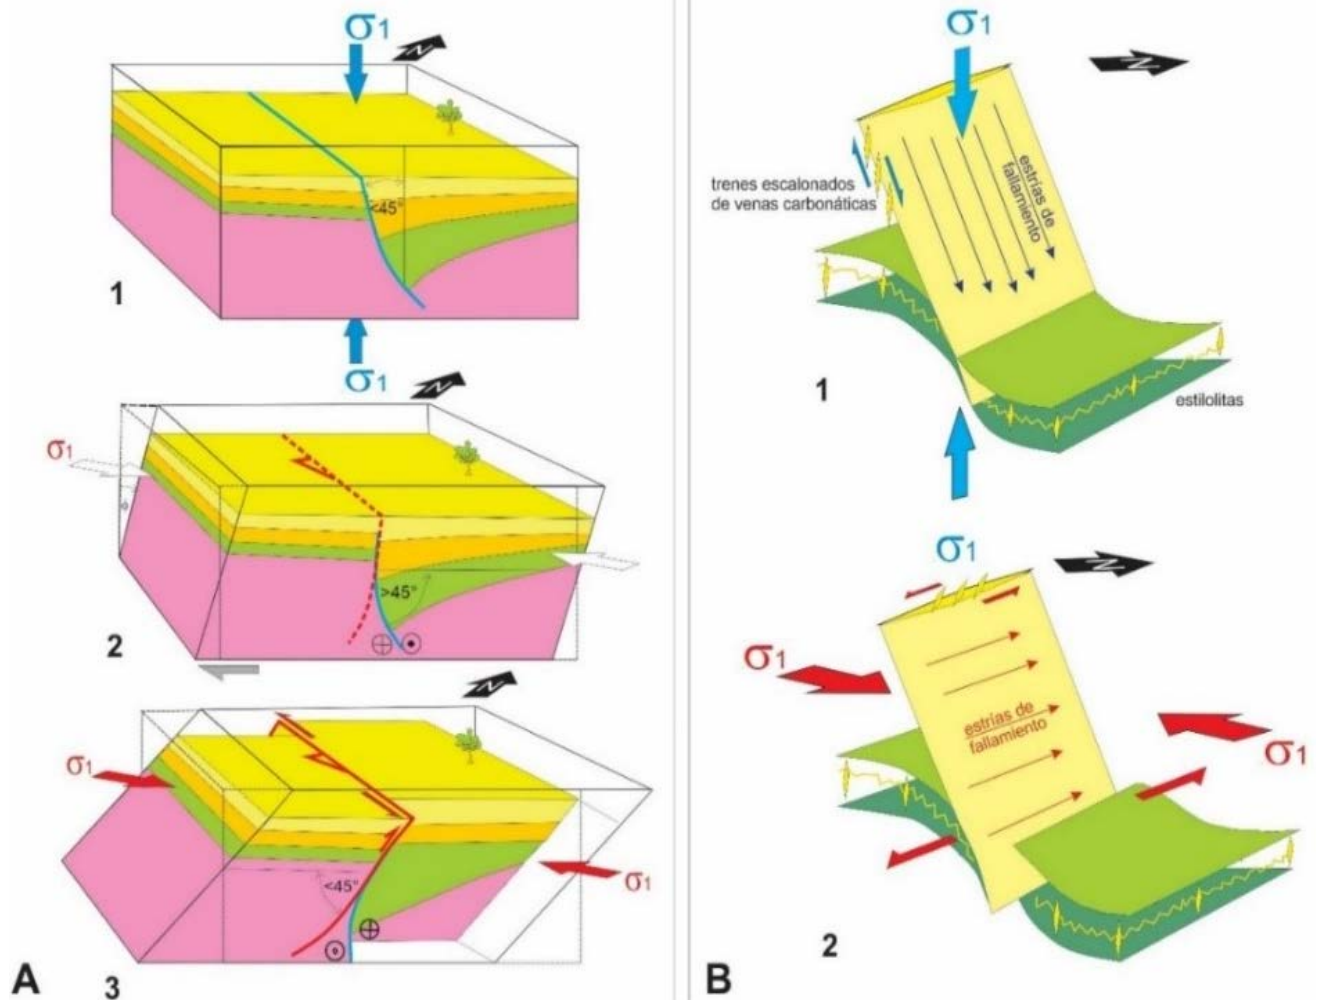 σ1
N
<45°
1
σ1
N
σ1
>45°
2
N
σ1
<45°
σ1
A
3
σ1
N
trenes escalonados
de venas carbonáticas
estrías de
fallamiento
1
estilolitas
σ1
N
σ1
estrías de
fallamiento
σ1
2
B